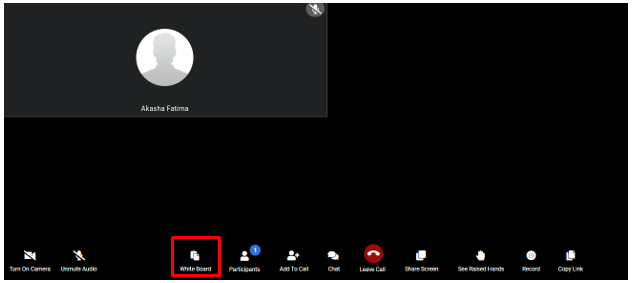 Akasha Fatima
1
Turn On Camera Unmute Audio White Board Participants Add To Call Chat Leave Call Share Screen See Raised Hands Record Copy Link